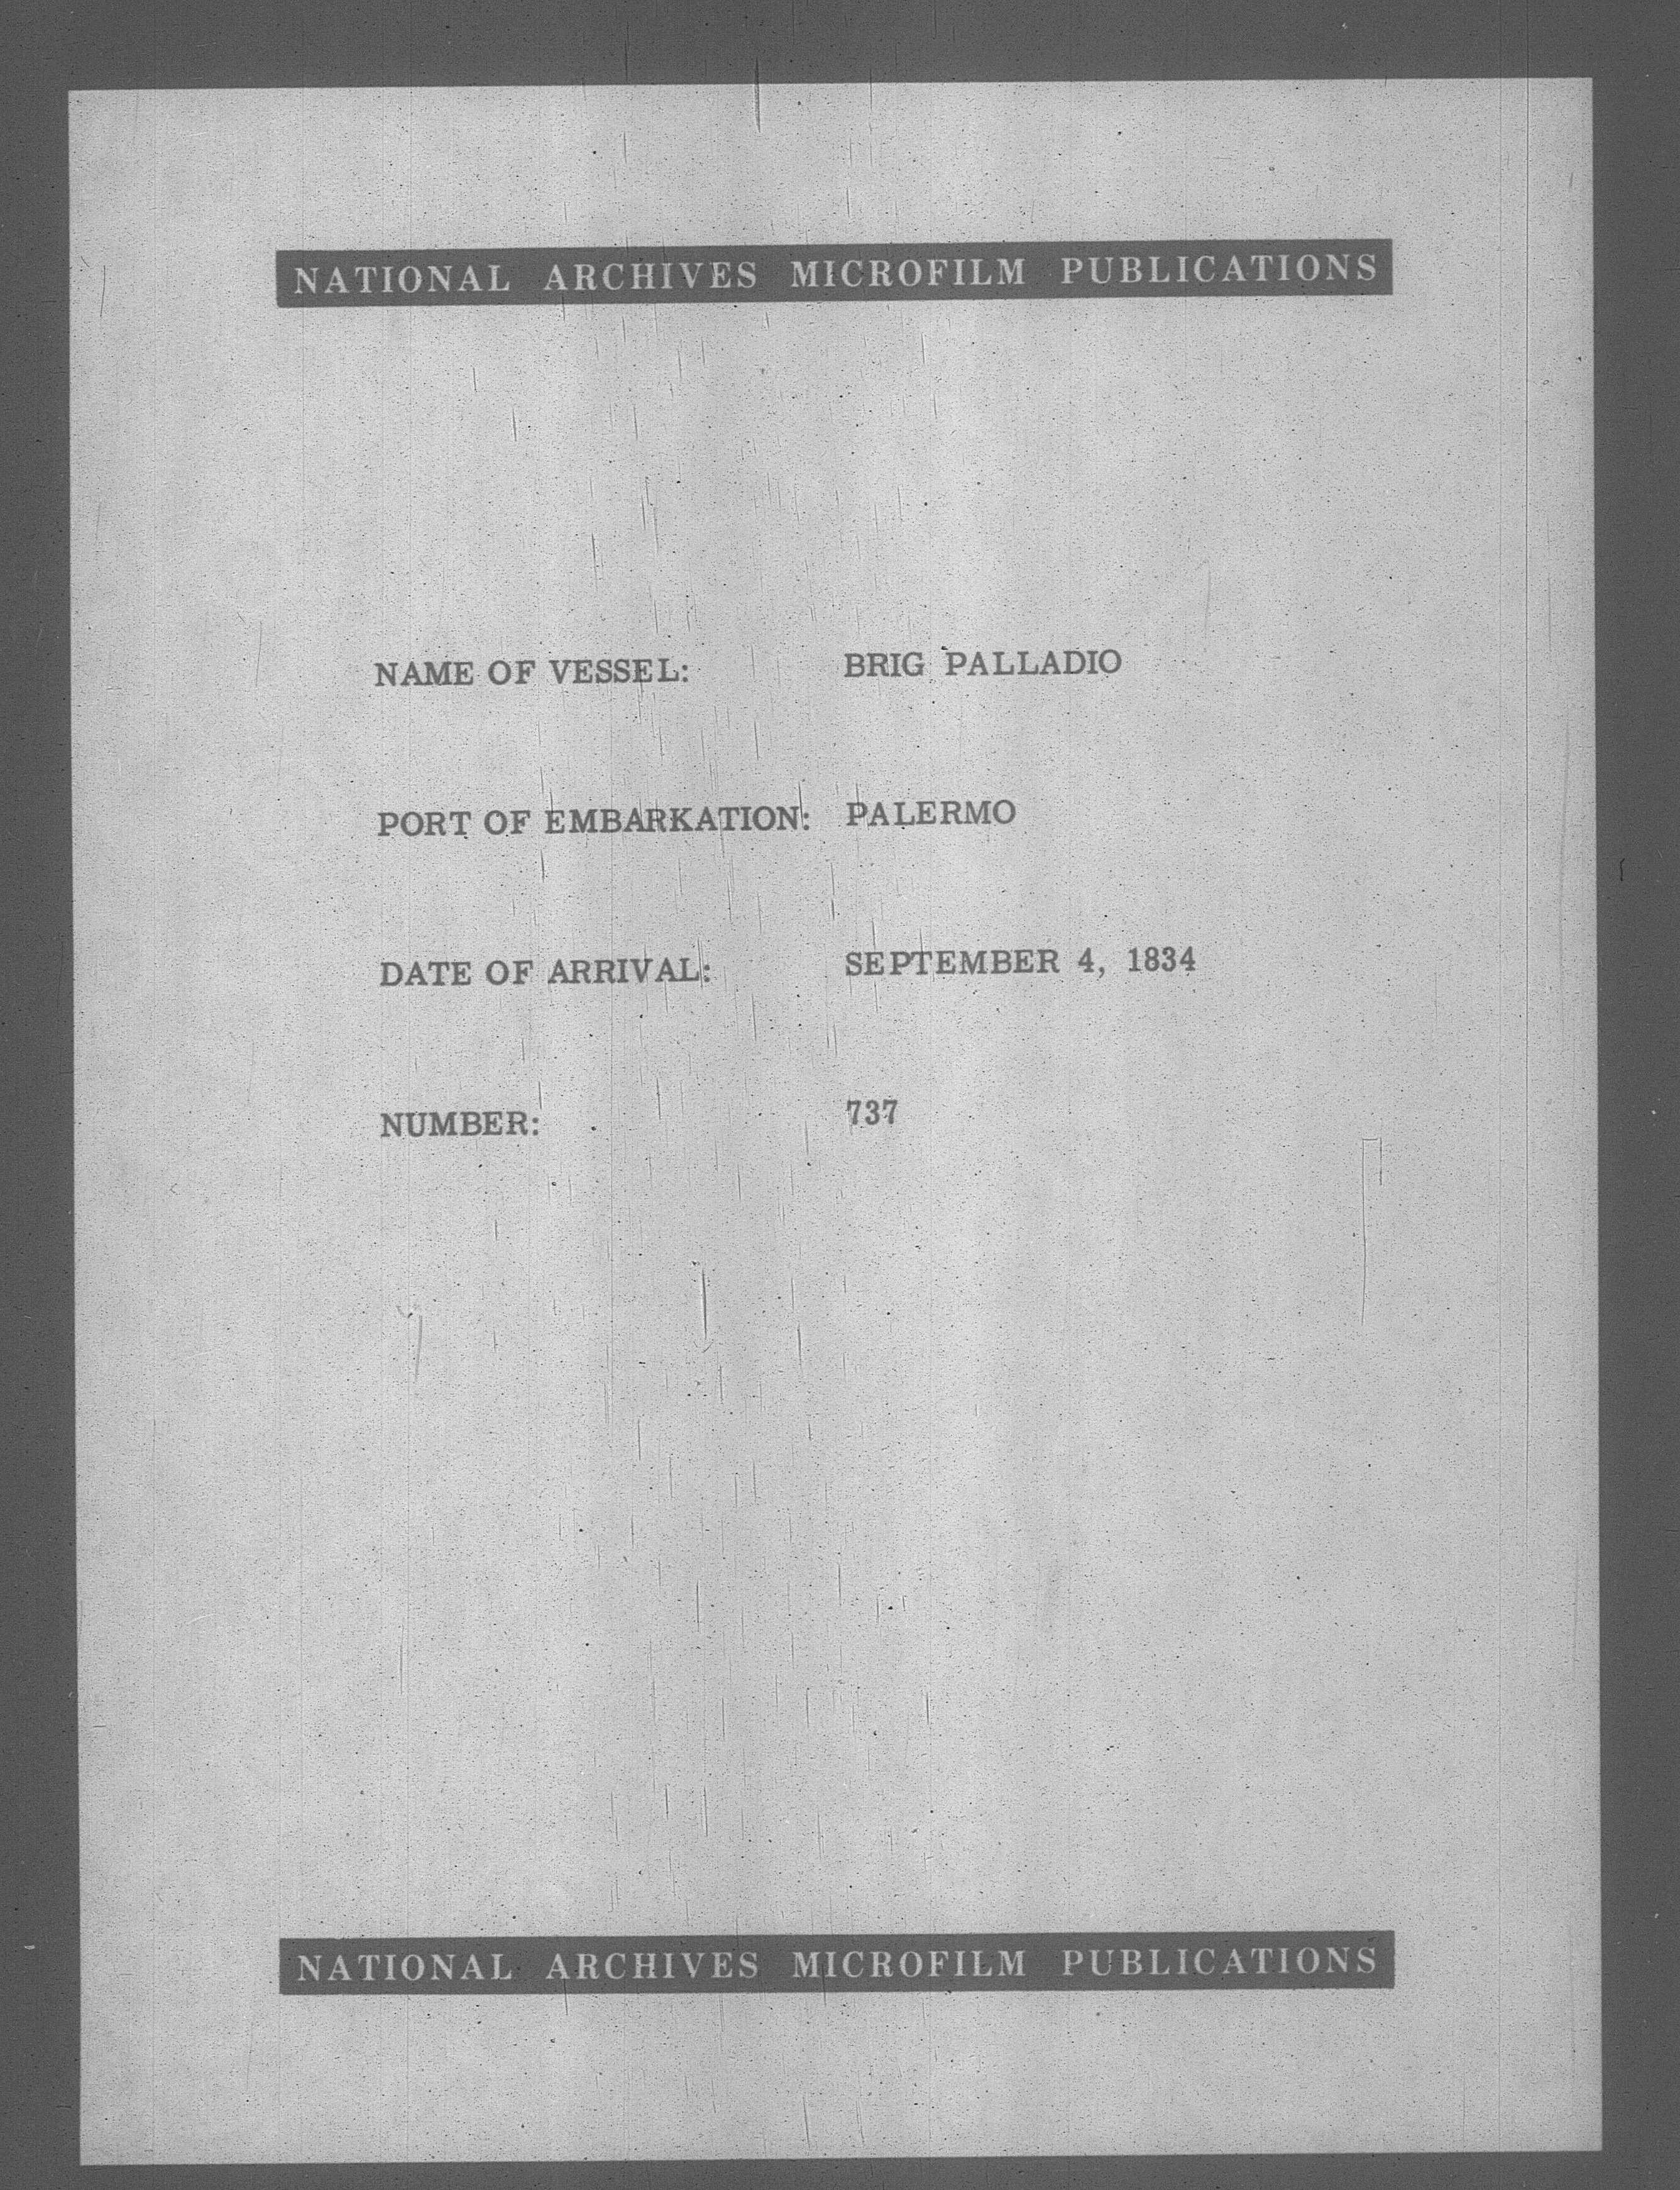 NATIONAL ARCHIVES MICROFILM PUBLICATIONS
NAME OF VESSEL: BRIG PALLADIO
PORT OF EMBARKATION: PALERMO
DATE OF ARRIVAL: SEPTEMBER 4, 1834
NUMBER: 737
NATIONAL ARCHIVES MICROFILM PUBLICATIONS